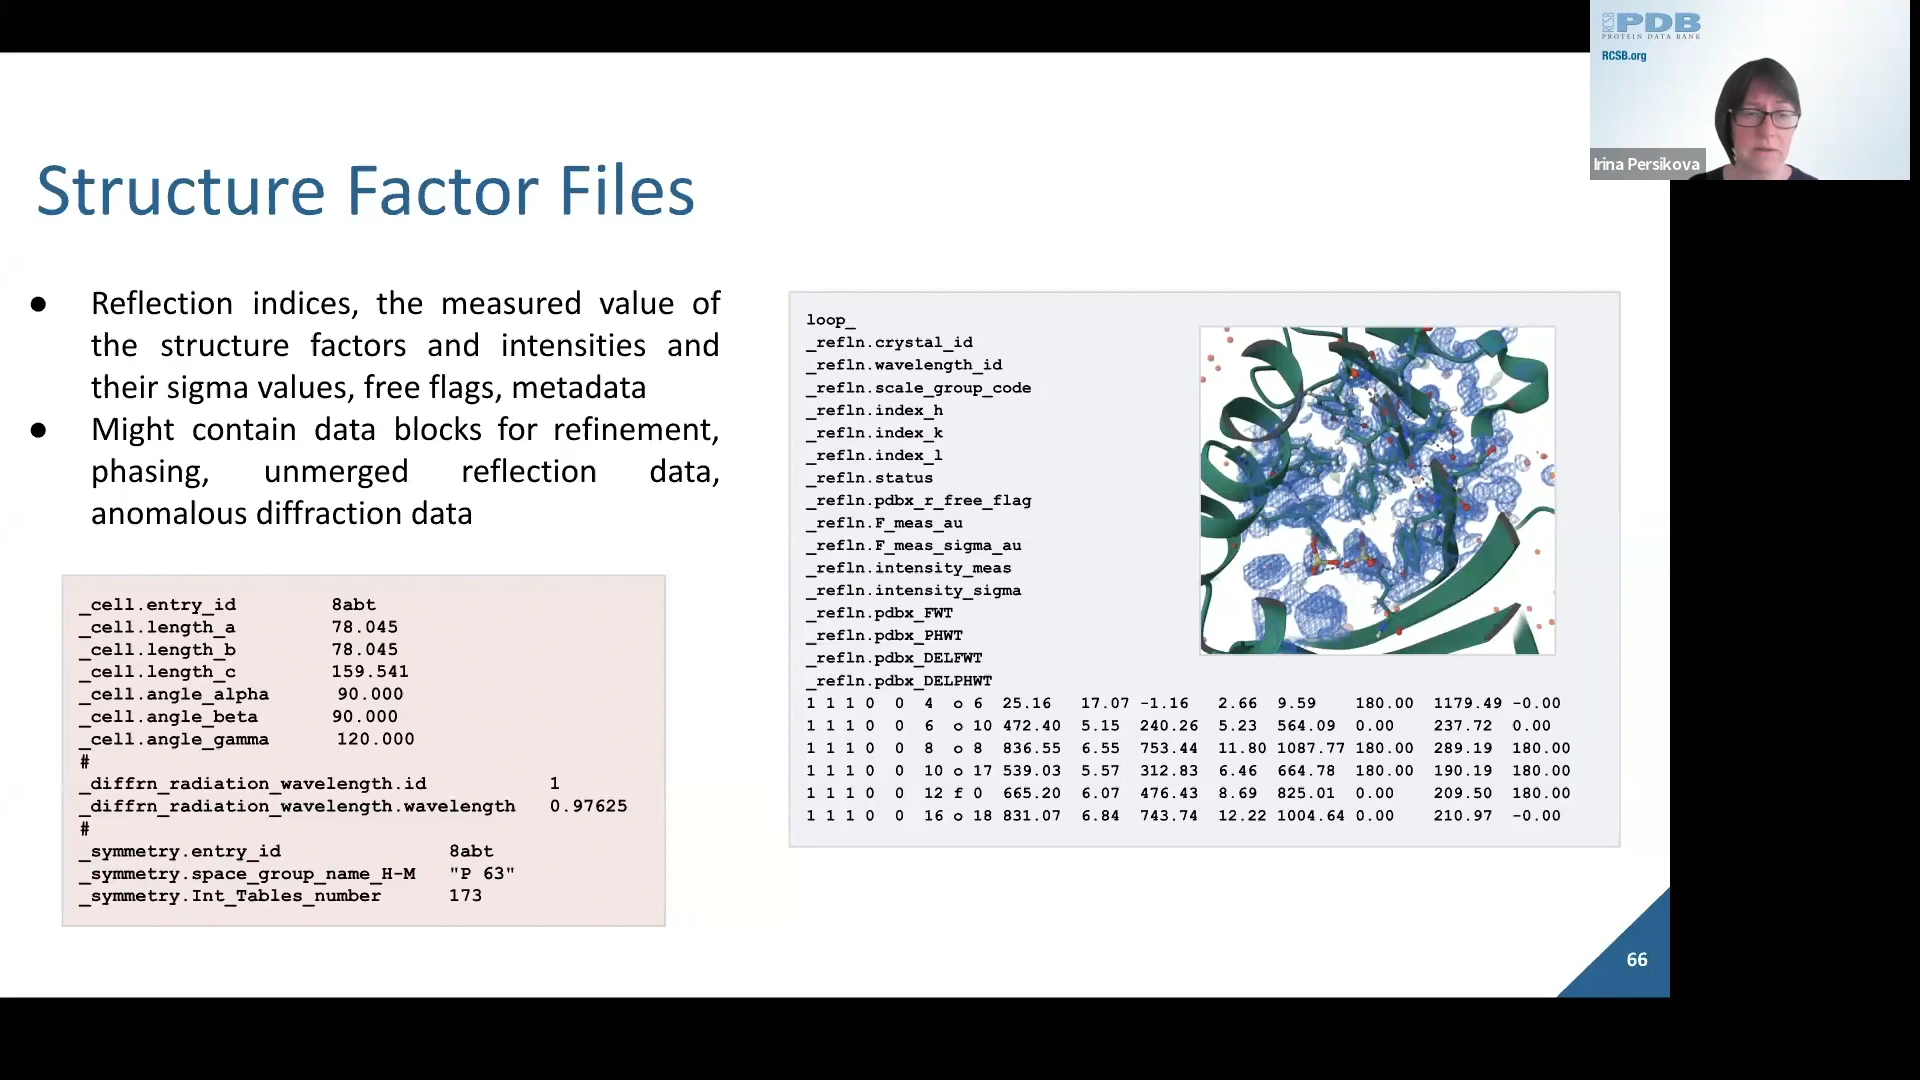 RCSB PDB
PROTEIN DATA BANK
RCSB.org
Irina Persikova
Structure Factor Files
● Reflection indices, the measured value of
the structure factors and intensities and
their sigma values, free flags, metadata
● Might contain data blocks for refinement,
phasing, unmerged reflection data,
anomalous diffraction data
_cell.entry_id 8abt
_cell.length_a 78.045
_cell.length_b 78.045
_cell.length_c 159.541
_cell.angle_alpha 90.000
_cell.angle_beta 90.000
_cell.angle_gamma 120.000
#
_diffrn_radiation_wavelength.id 1
_diffrn_radiation_wavelength.wavelength 0.97625
#
_symmetry.entry_id 8abt
_symmetry.space_group_name_H-M "P 63"
_symmetry.Int_Tables_number 173
loop_
_refln.crystal_id
_refln.wavelength_id
_refln.scale_group_code
_refln.index_h
_refln.index_k
_refln.index_l
_refln.status
_refln.pdbx_r_free_flag
_refln.F_meas_au
_refln.F_meas_sigma_au
_refln.intensity_meas
_refln.intensity_sigma
_refln.pdbx_FWT
_refln.pdbx_PHWT
_refln.pdbx_DELFWT
_refln.pdbx_DELPHWT
1 1 1 0 0 4 o 6 25.16 17.07 -1.16 2.66 9.59 180.00 1179.49 -0.00
1 1 1 0 0 6 o 10 472.40 5.15 240.26 5.23 564.09 0.00 237.72 0.00
1 1 1 0 0 8 o 8 836.55 6.55 753.44 11.80 1087.77 180.00 289.19 180.00
1 1 1 0 0 10 o 17 539.03 5.57 312.83 6.46 664.78 180.00 190.19 180.00
1 1 1 0 0 12 f 0 665.20 6.07 476.43 8.69 825.01 0.00 209.50 180.00
1 1 1 0 0 16 o 18 831.07 6.84 743.74 12.22 1004.64 0.00 210.97 -0.00
66